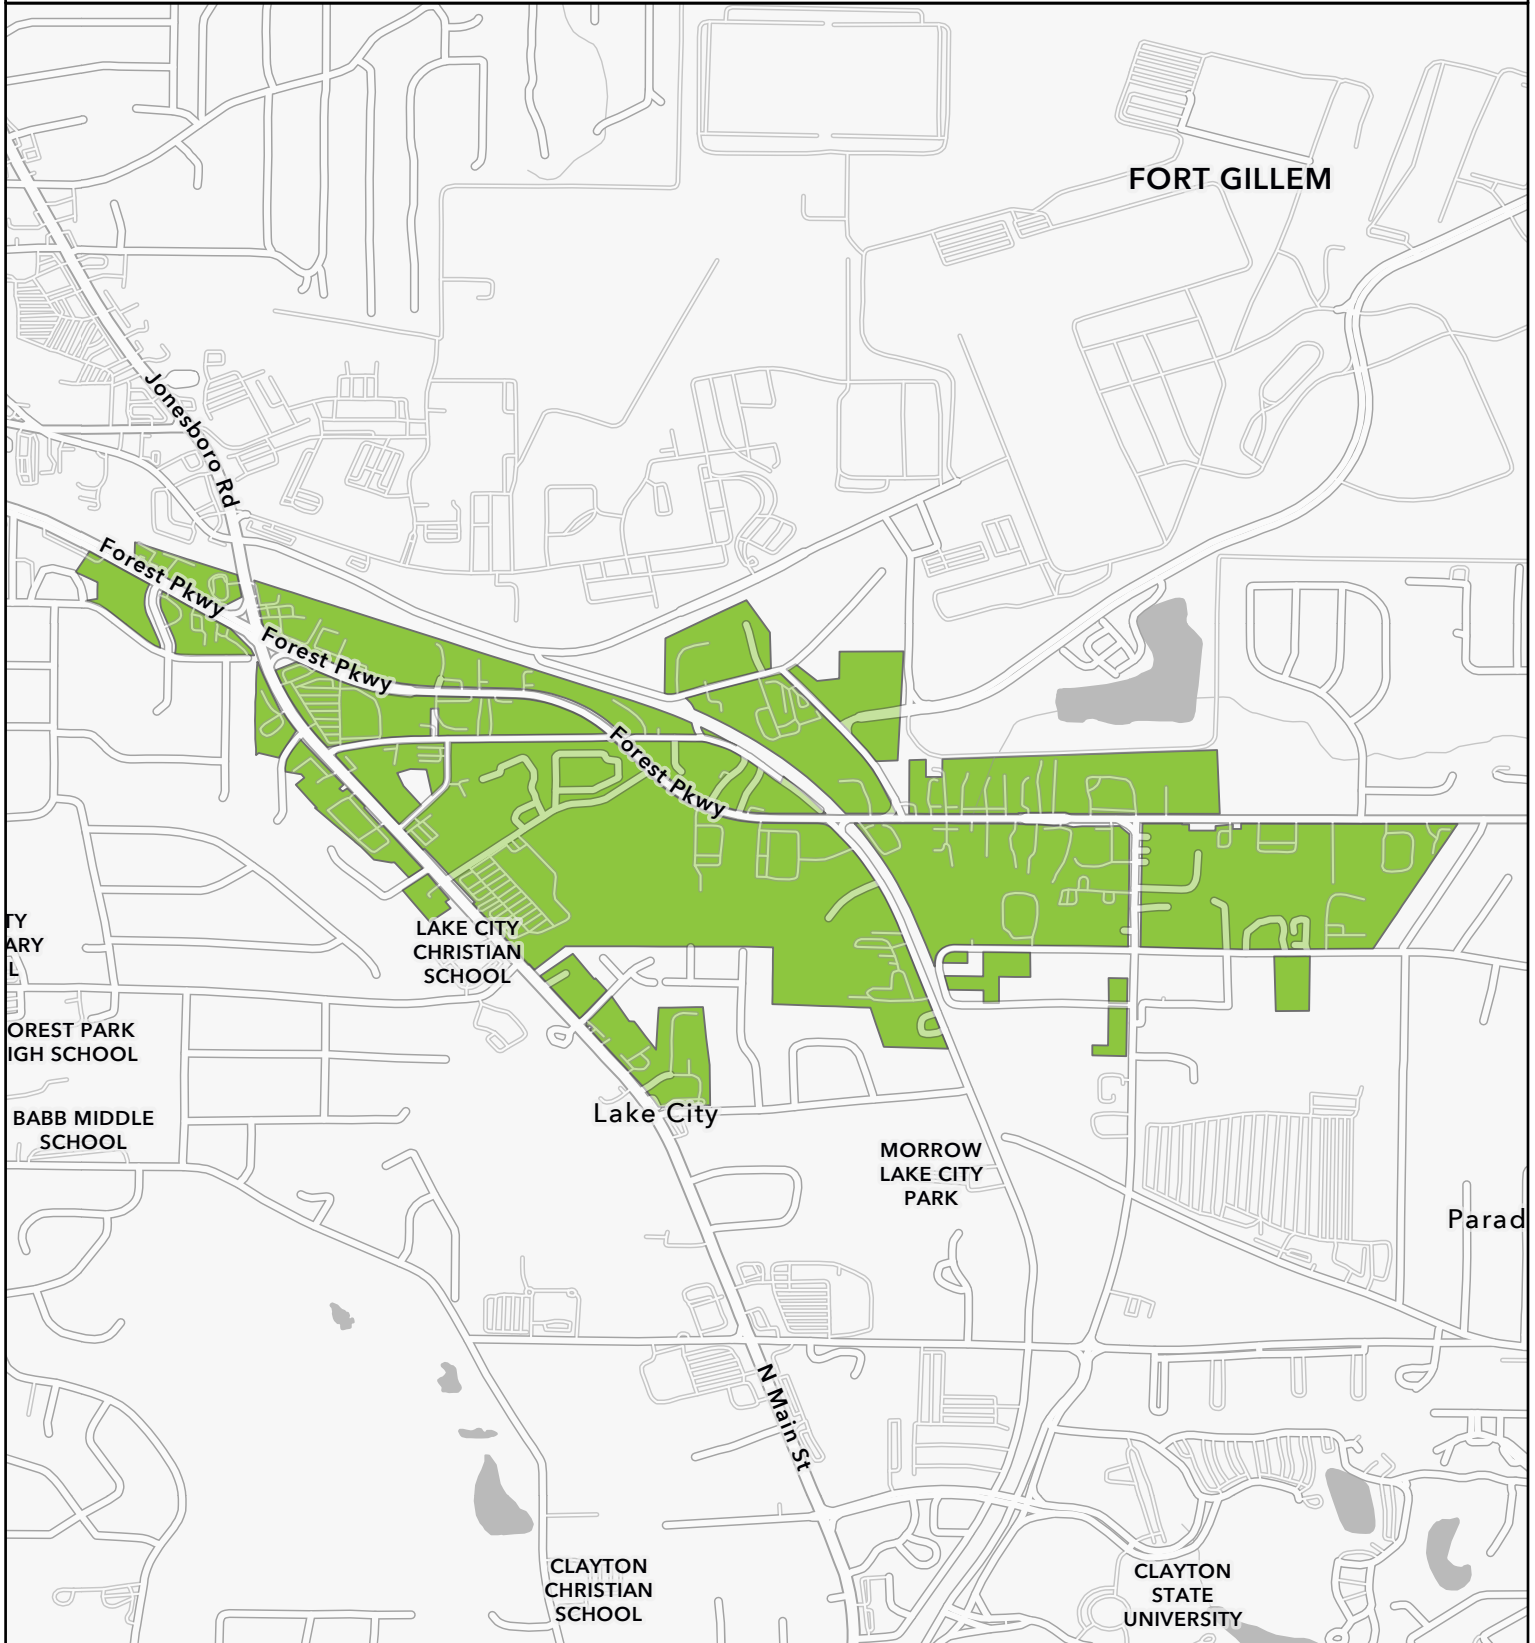 FORT GILLEM
Jonesboro Rd
Forest Pkwy
Forest Pkwy
Forest Pkwy
LAKE CITY
CHRISTIAN
SCHOOL
TY
ARY
L
OREST PARK
IGH SCHOOL
BABB MIDDLE
SCHOOL
Lake City
MORROW
LAKE CITY
PARK
Parad
N Main St
CLAYTON
CHRISTIAN
SCHOOL
CLAYTON
STATE
UNIVERSITY